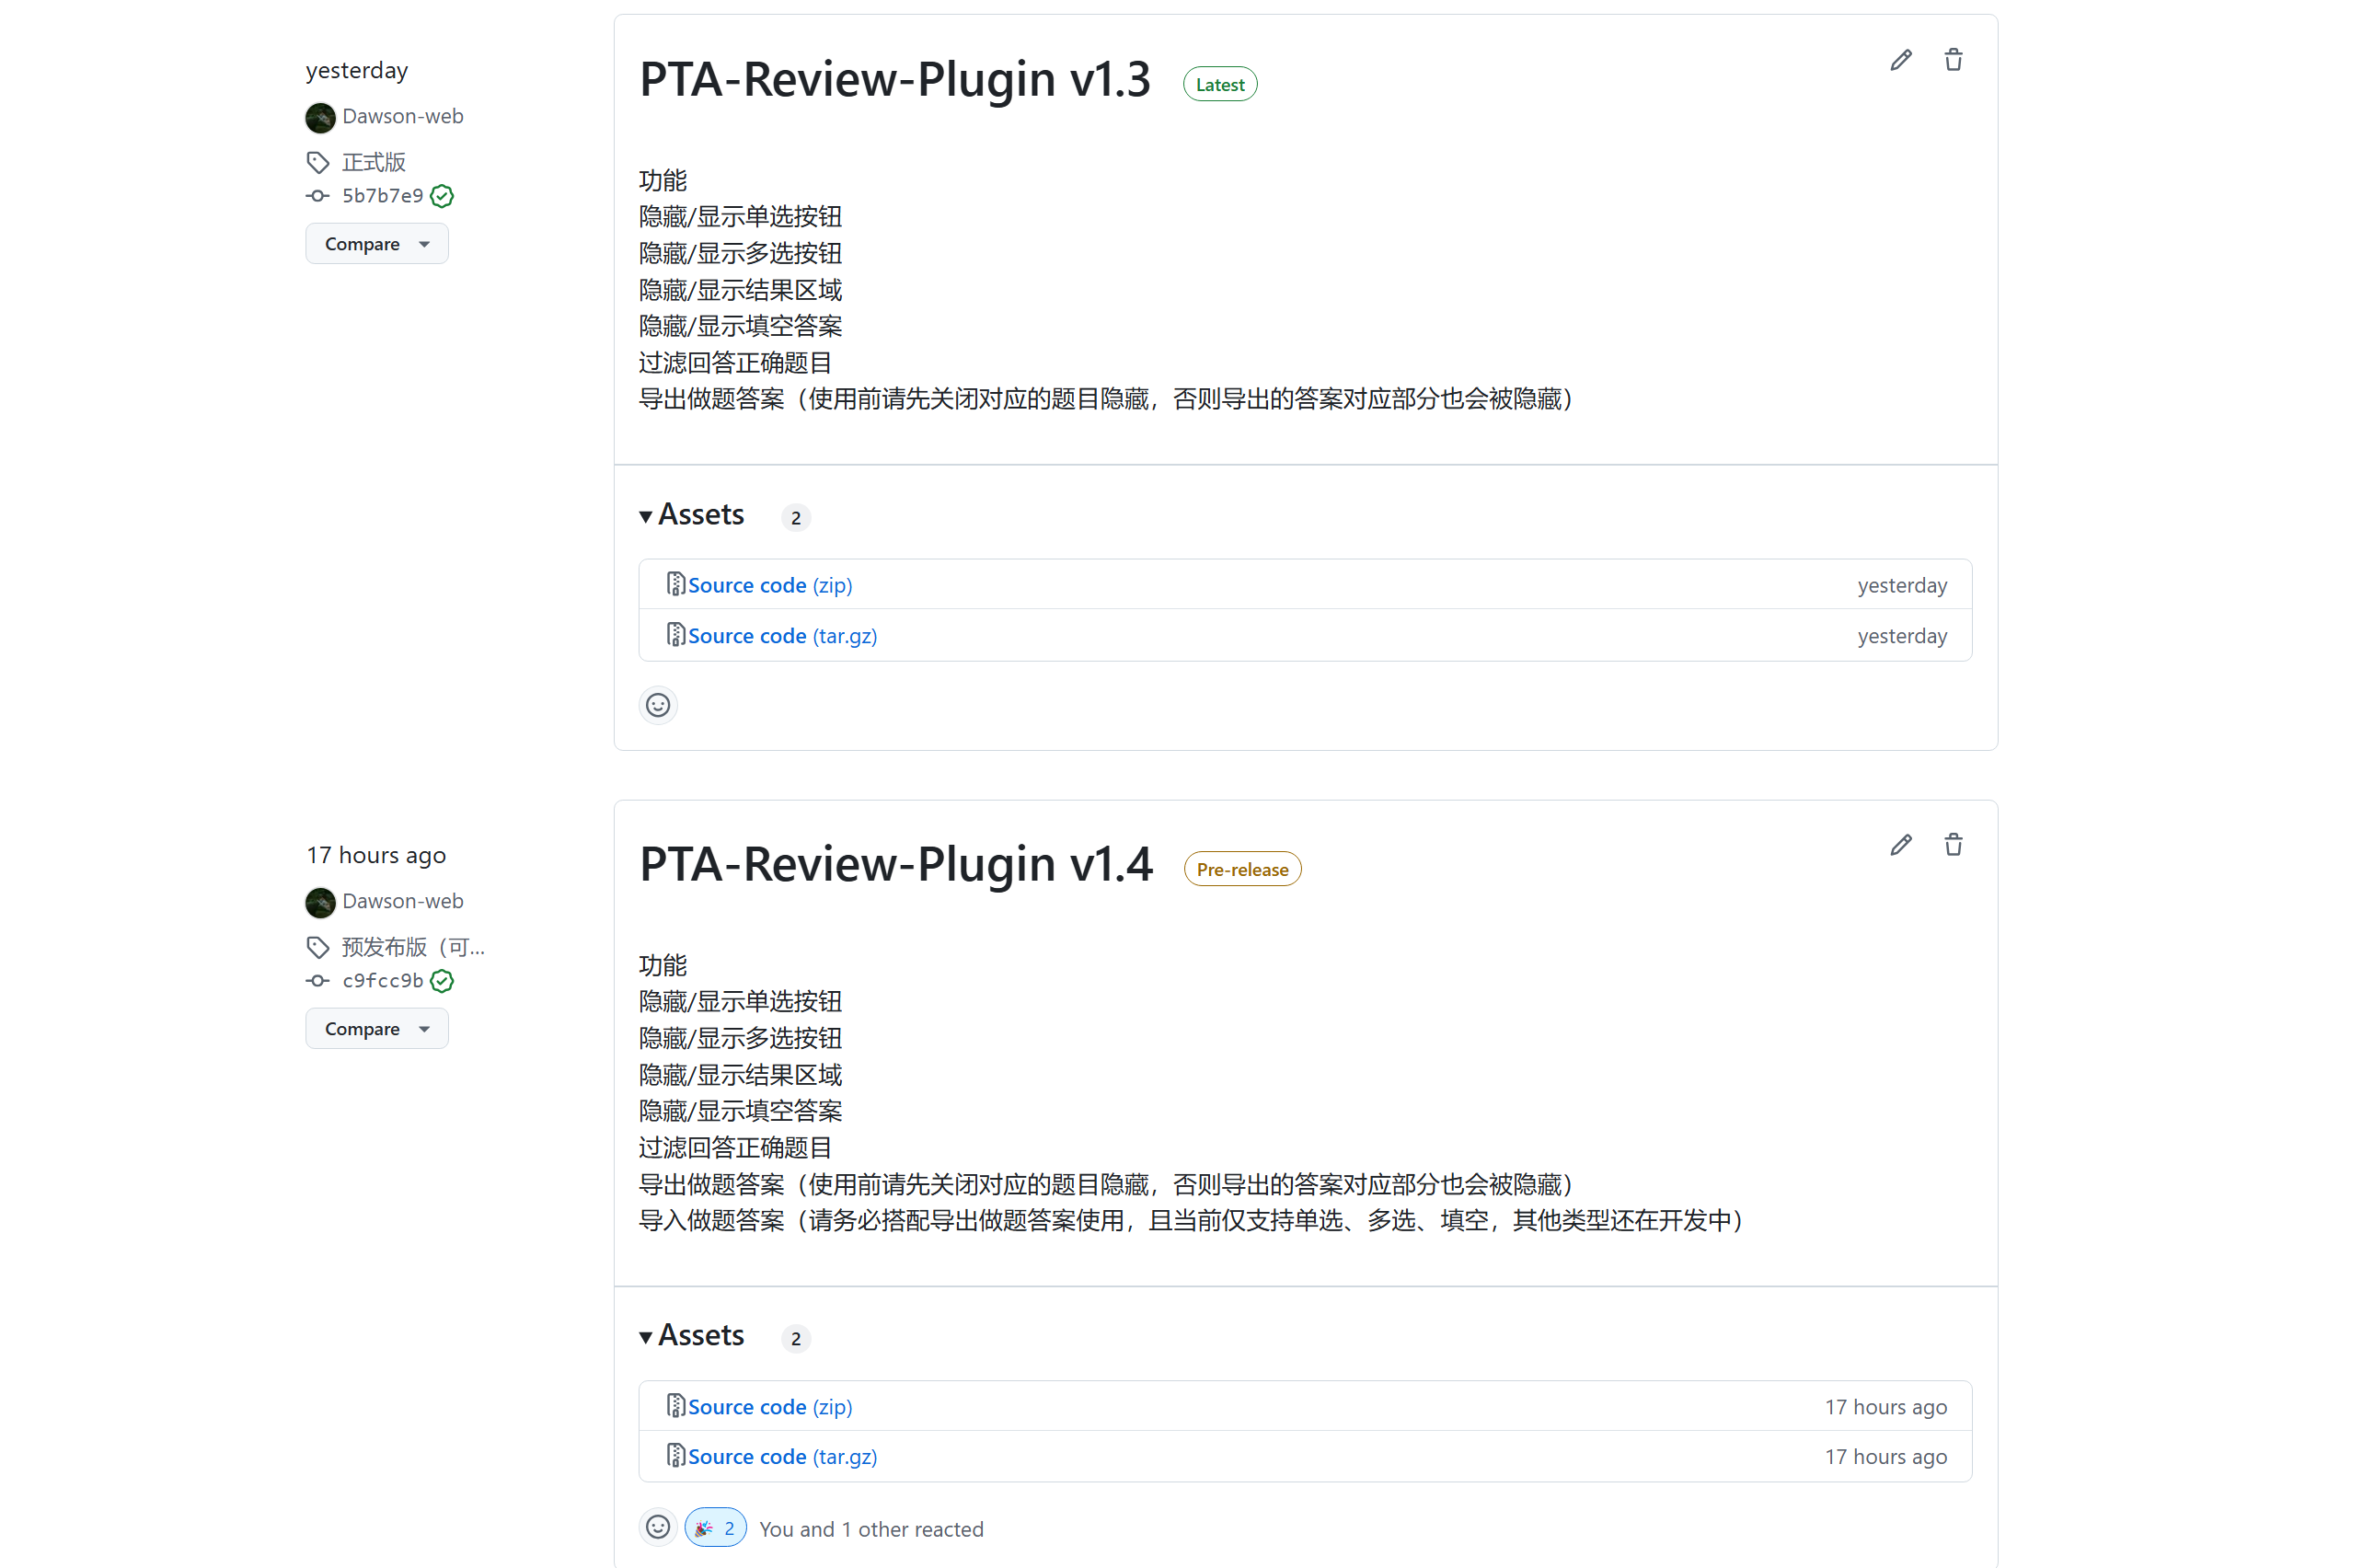 yesterday
Dawson-web
正式版
5b7b7e9
Compare
PTA-Review-Plugin v1.3 Latest
功能
隐藏/显示单选按钮
隐藏/显示多选按钮
隐藏/显示结果区域
隐藏/显示填空答案
过滤回答正确题目
导出做题答案（使用前请先关闭对应的题目隐藏，否则导出的答案对应部分也会被隐藏）
Assets 2
Source code (zip) yesterday
Source code (tar.gz) yesterday
17 hours ago
Dawson-web
预发布版（可...
c9fcc9b
Compare
PTA-Review-Plugin v1.4 Pre-release
功能
隐藏/显示单选按钮
隐藏/显示多选按钮
隐藏/显示结果区域
隐藏/显示填空答案
过滤回答正确题目
导出做题答案（使用前请先关闭对应的题目隐藏，否则导出的答案对应部分也会被隐藏）
导入做题答案（请务必搭配导出做题答案使用，且当前仅支持单选、多选、填空，其他类型还在开发中）
Assets 2
Source code (zip) 17 hours ago
Source code (tar.gz) 17 hours ago
🎉 2 You and 1 other reacted